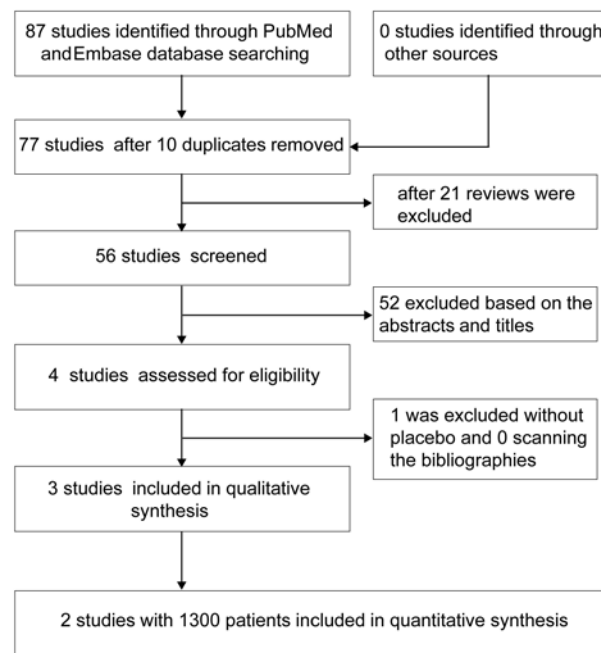 87 studies identified through PubMed
and Embase database searching
0 studies identified through
other sources
77 studies after 10 duplicates removed
after 21 reviews were
excluded
56 studies screened
52 excluded based on the
abstracts and titles
4 studies assessed for eligibility
1 was excluded without
placebo and 0 scanning
the bibliographies
3 studies included in qualitative
synthesis
2 studies with 1300 patients included in quantitative synthesis